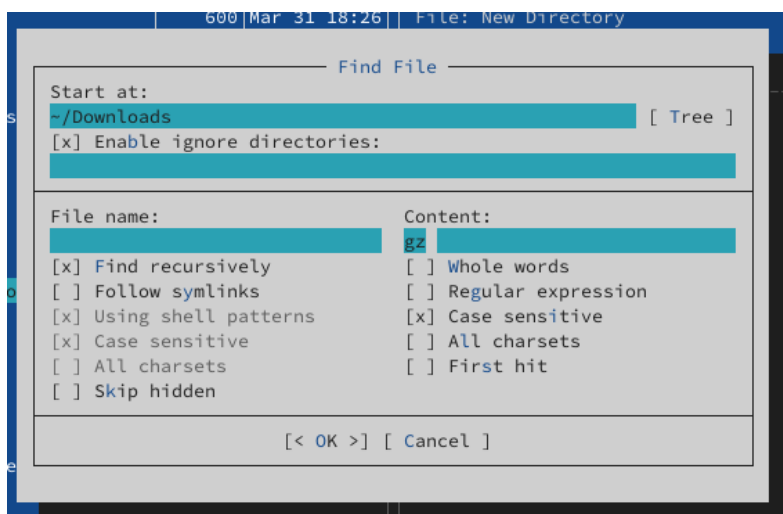 600|Mar 31 18:26|| File: New Directory
Find File
Start at:
~/Downloads [ Tree ]
s
[x] Enable ignore directories:
File name: Content:
gz
[x] Find recursively [ ] Whole words
o
[ ] Follow symlinks [ ] Regular expression
[x] Using shell patterns [x] Case sensitive
[x] Case sensitive [ ] All charsets
[ ] All charsets [ ] First hit
[ ] Skip hidden
[< OK >] [ Cancel ]
e